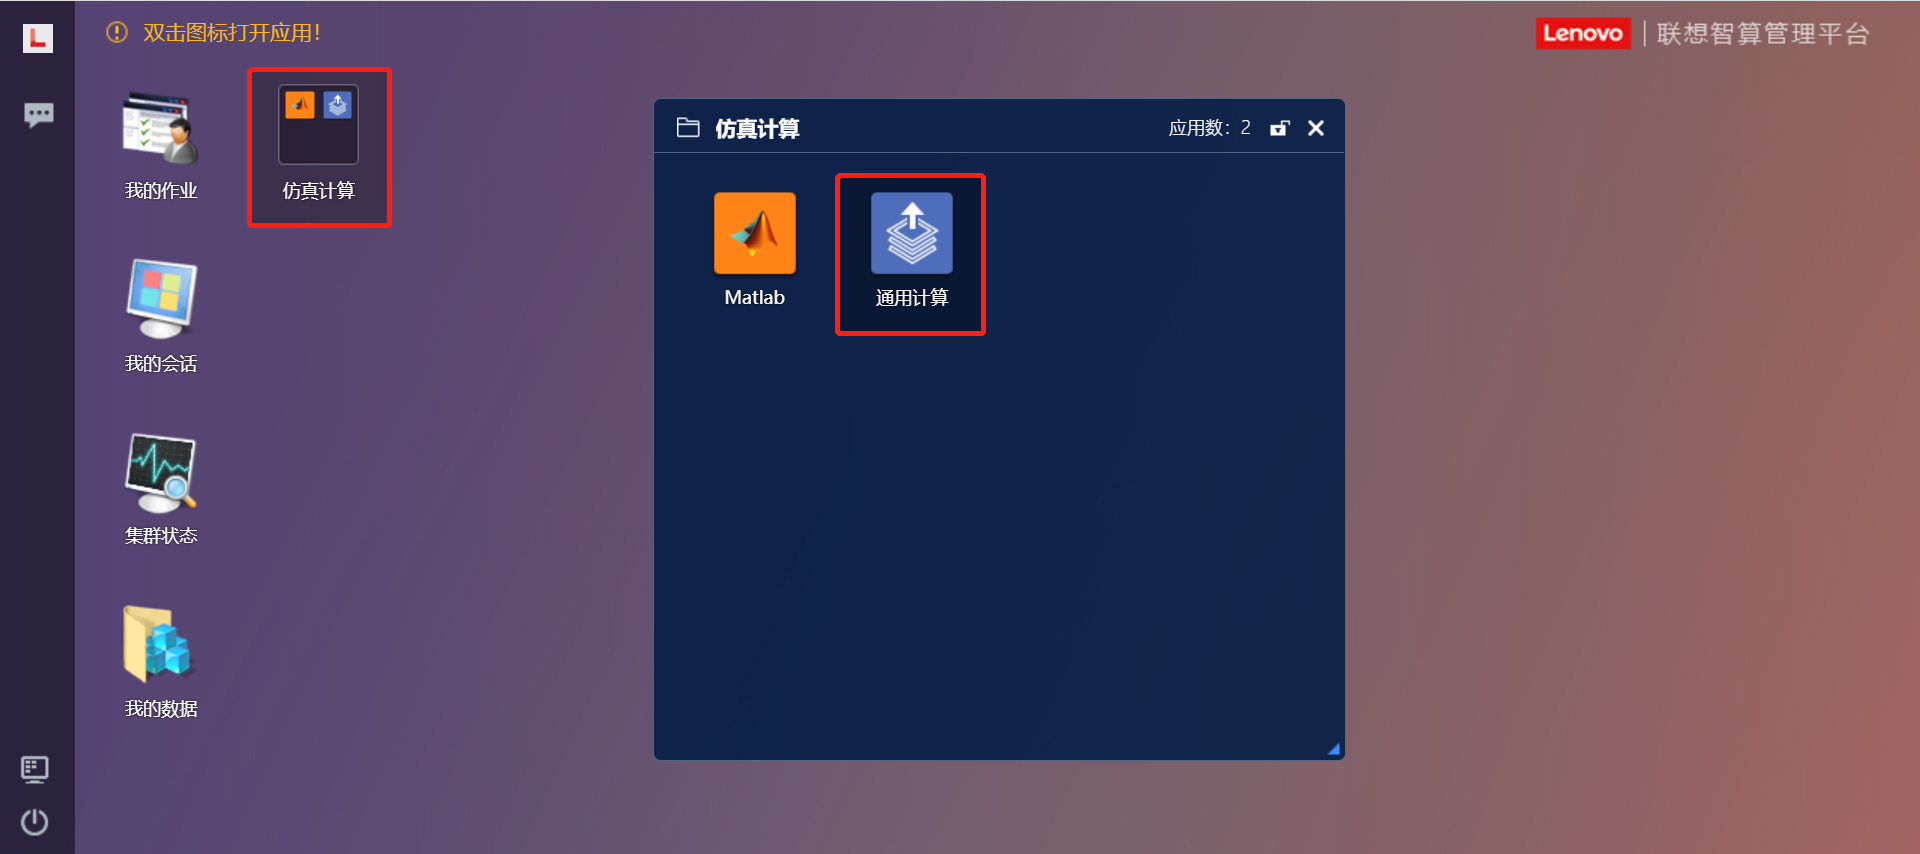 双击图标打开应用!
Lenovo 联想智算管理平台
我的作业
仿真计算
我的会话
集群状态
我的数据
仿真计算
应用数: 2
Matlab
通用计算